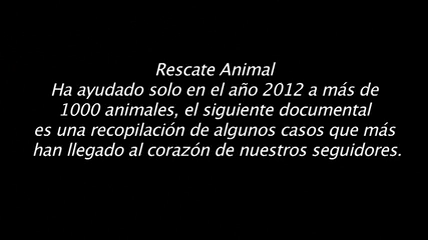 Rescate Animal
Ha ayudado solo en el año 2012 a más de
1000 animales, el siguiente documental
es una recopilación de algunos casos que más
han llegado al corazón de nuestros seguidores.